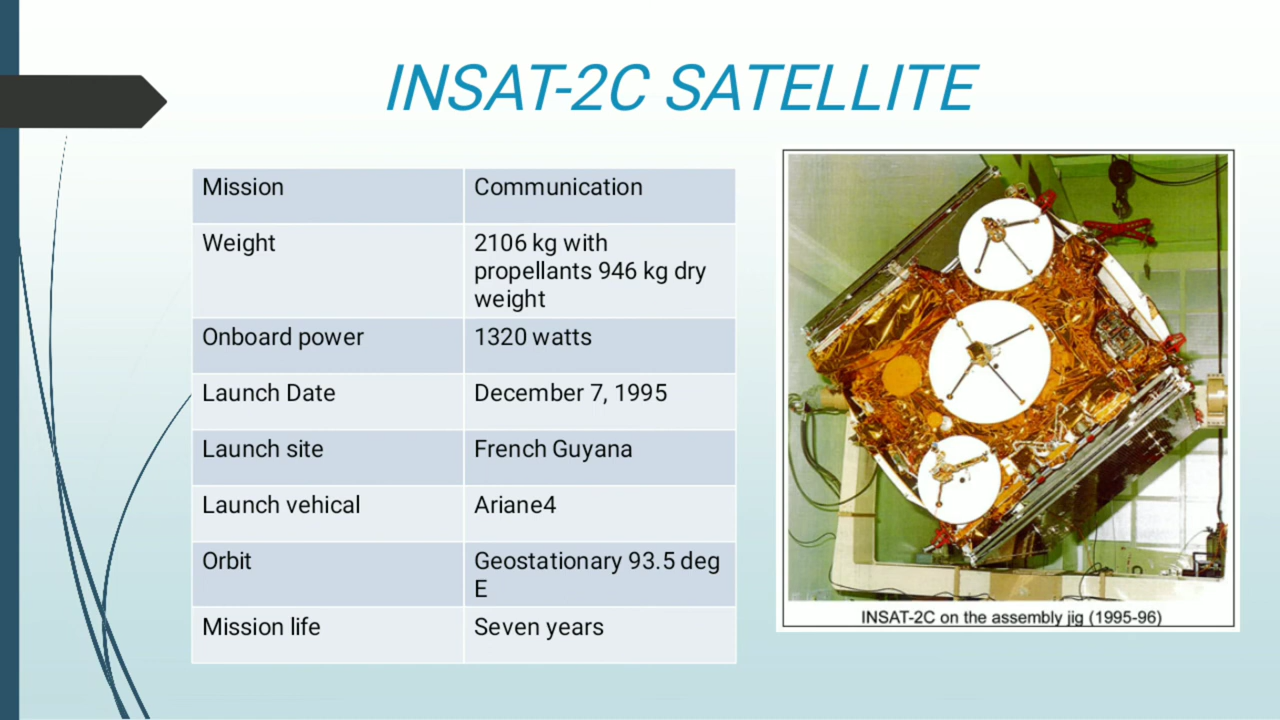 INSAT-2C SATELLITE
Mission
Communication
Weight
2106 kg with
propellants 946 kg dry
weight
Onboard power
1320 watts
Launch Date
December 7, 1995
Launch site
French Guyana
Launch vehical
Ariane4
Orbit
Geostationary 93.5 deg
E
Mission life
Seven years
INSAT-2C on the assembly jig (1995-96)